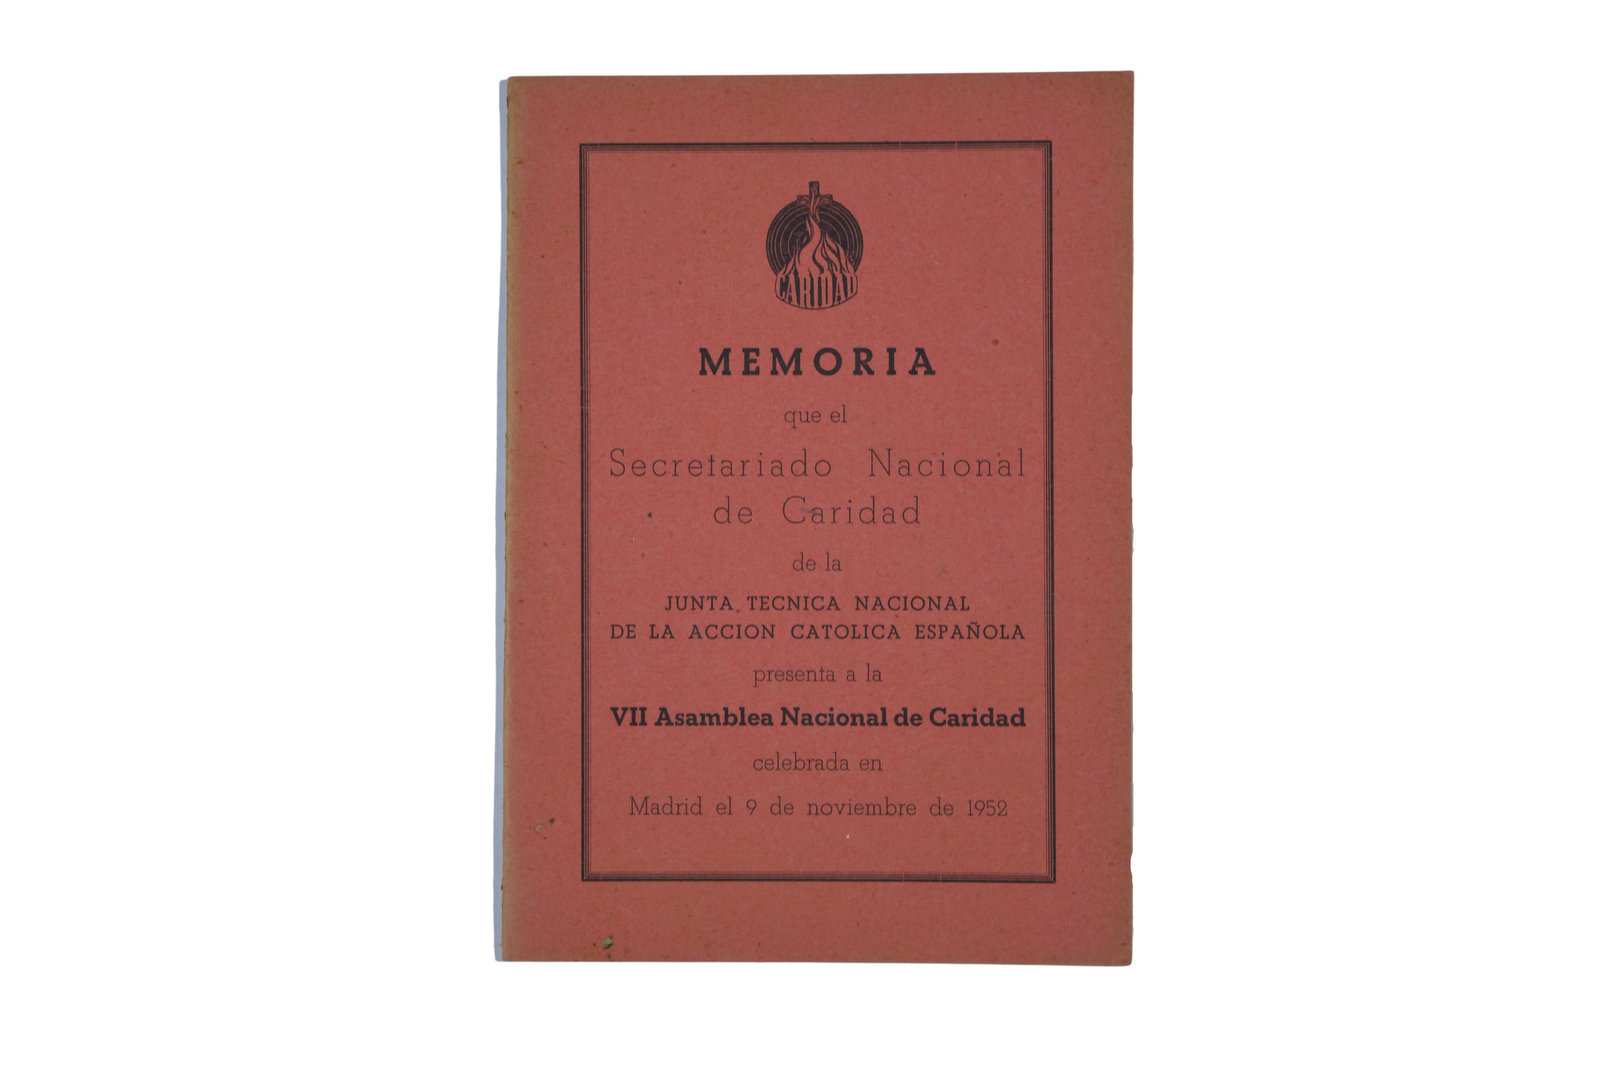 CARIDAD
MEMORIA
que el
Secretariado Nacional
de Caridad
de la
JUNTA TECNICA NACIONAL
DE LA ACCION CATOLICA ESPAÑOLA
presenta a la
VII Asamblea Nacional de Caridad
celebrada en
Madrid el 9 de noviembre de 1952